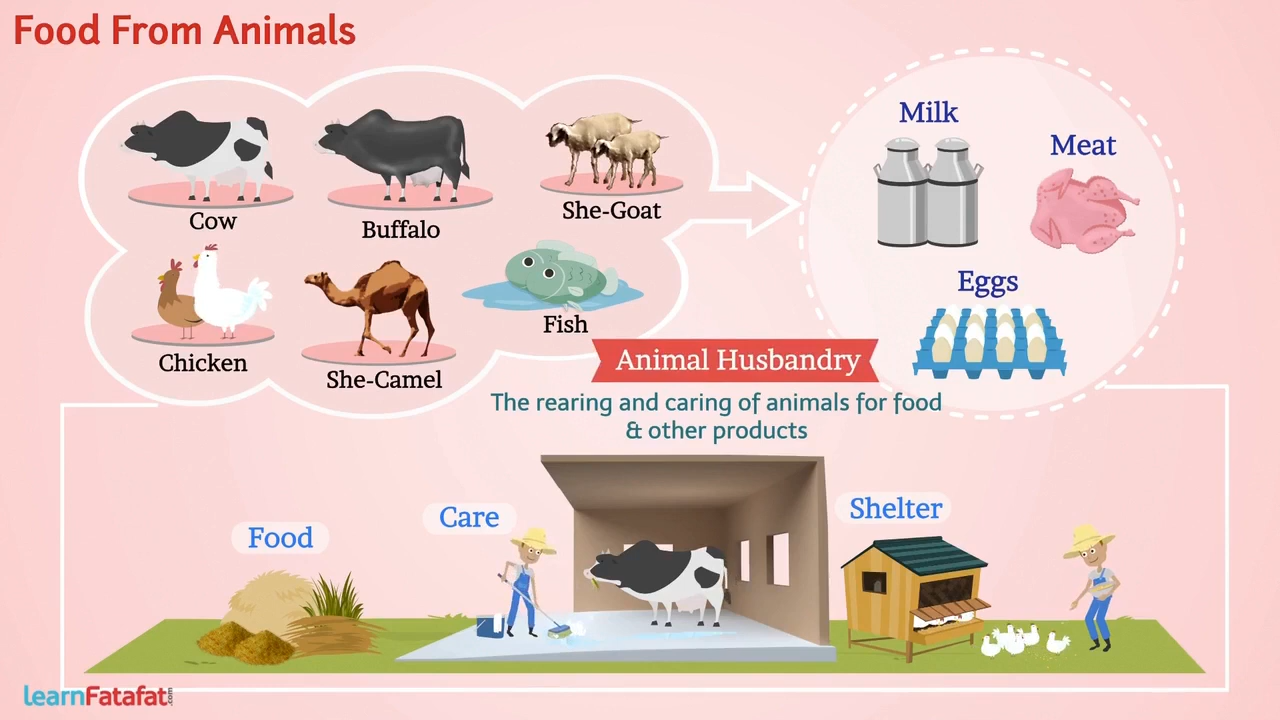 Food From Animals
Cow
Buffalo
She-Goat
Chicken
She-Camel
Fish
Milk
Meat
Eggs
Animal Husbandry
The rearing and caring of animals for food
& other products
Food
Care
Shelter
learnFatafat.com